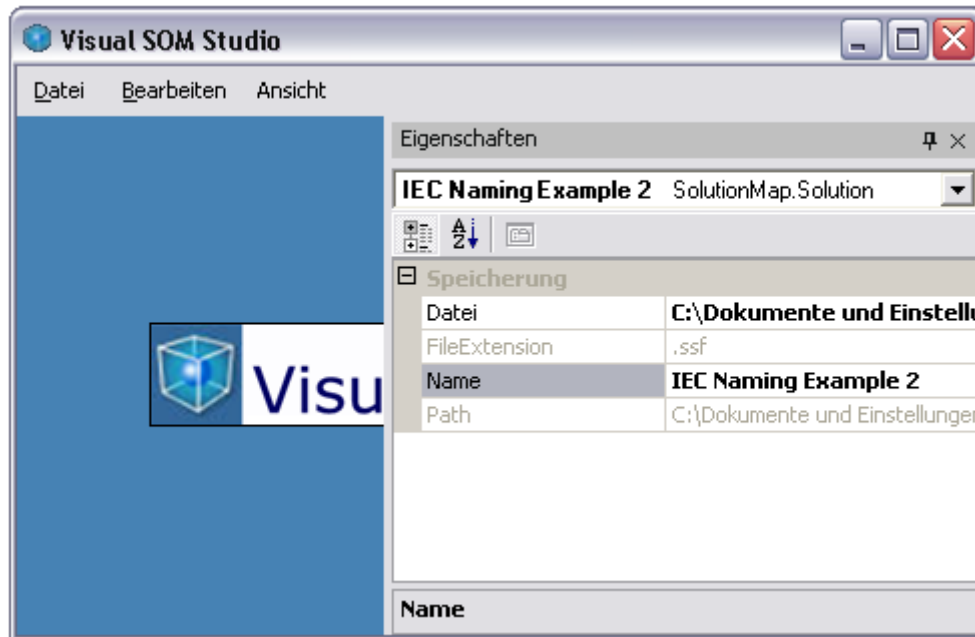 Visual SOM Studio
Datei Bearbeiten Ansicht
Eigenschaften
IEC Naming Example 2 SolutionMap.Solution
Speicherung
Datei C:\Dokumente und Einstellu
FileExtension .ssf
Name IEC Naming Example 2
Path C:\Dokumente und Einstellungen
Visu
Name